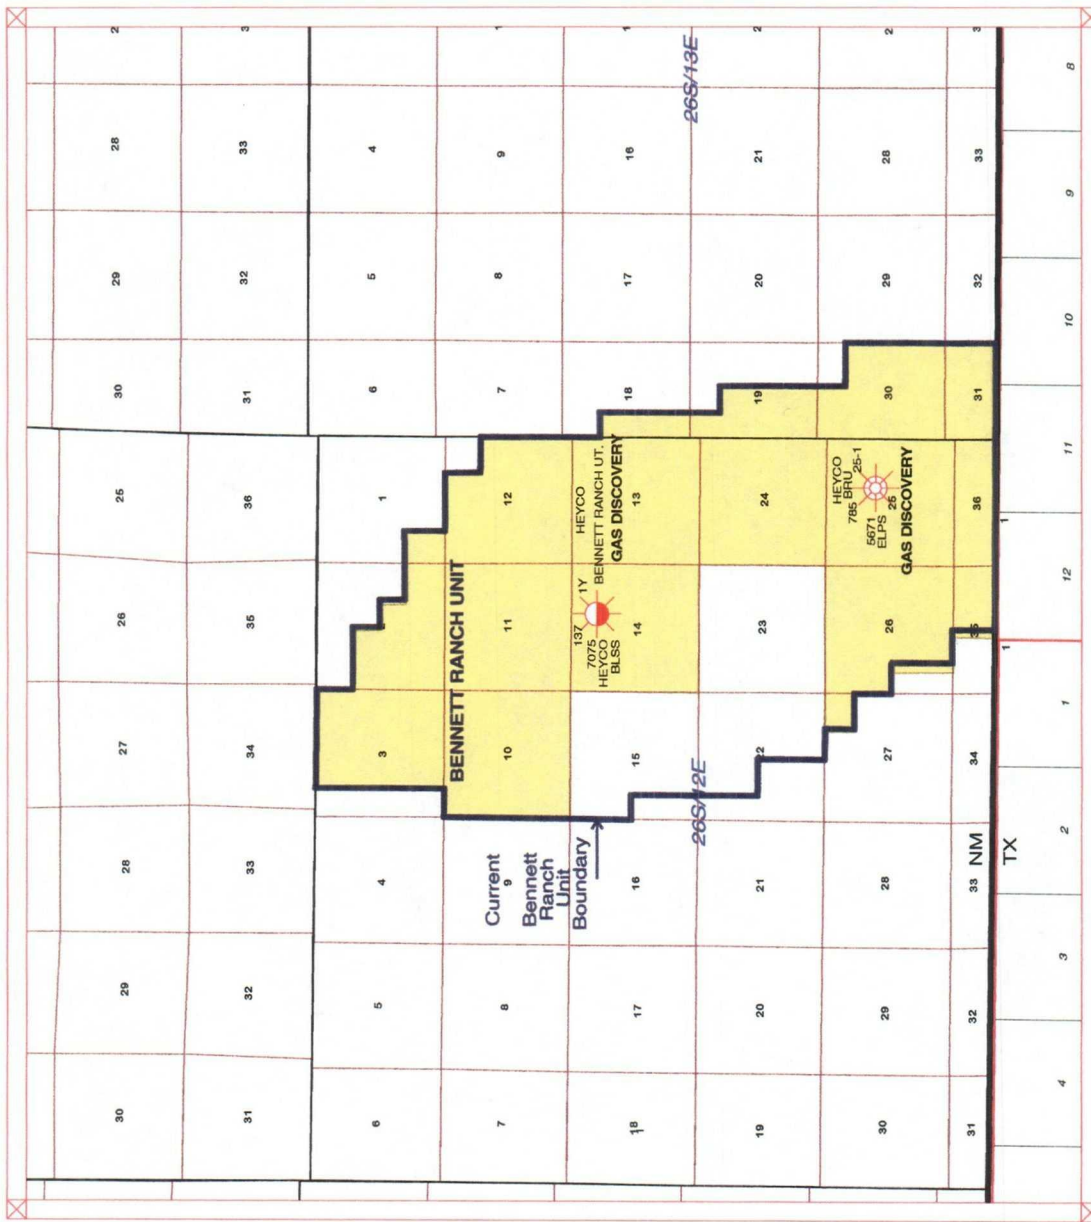 30 29 28 27 26 25 30 29 28
31 32 33 34 35 36 31 32 33
6 5 4 3 1 6 5 4
BENNETT RANCH UNIT
7 8 9 10 11 12 7 8 9
Current
Bennett
Ranch
Unit
Boundary
137 1Y
7075
HEYCO
BLSS
HEYCO
BENNETT RANCH UT.
GAS DISCOVERY
18 17 16 15 14 13 18 17 16
26S/12E
26S/13E
19 20 21 22 23 24 19 20 21
HEYCO
BRU
785 25-1
5671
ELPS
GAS DISCOVERY
30 29 28 27 26 25 30 29 28
31 32 33 34 35 36 31 32 33
NM
TX
1 1
4 3 2 1 12 11 10 9 8